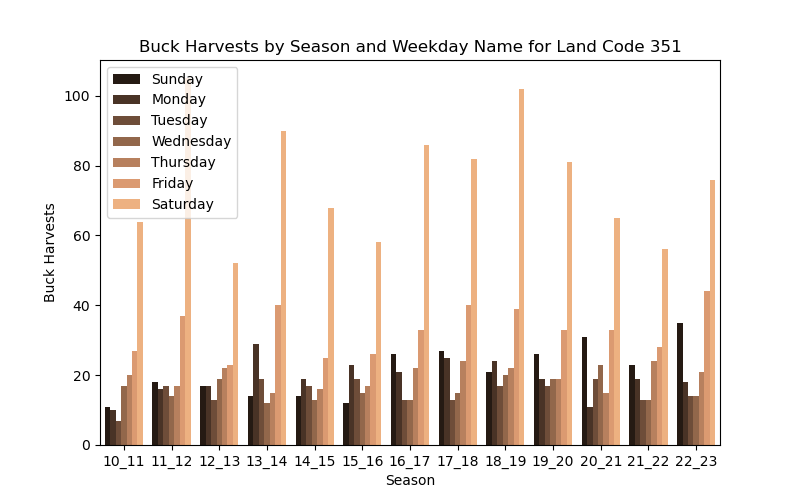 Buck Harvests by Season and Weekday Name for Land Code 351
Sunday
Monday
Tuesday
Wednesday
Thursday
Friday
Saturday
100
80
60
40
20
0
Buck Harvests
10_11 11_12 12_13 13_14 14_15 15_16 16_17 17_18 18_19 19_20 20_21 21_22 22_23
Season